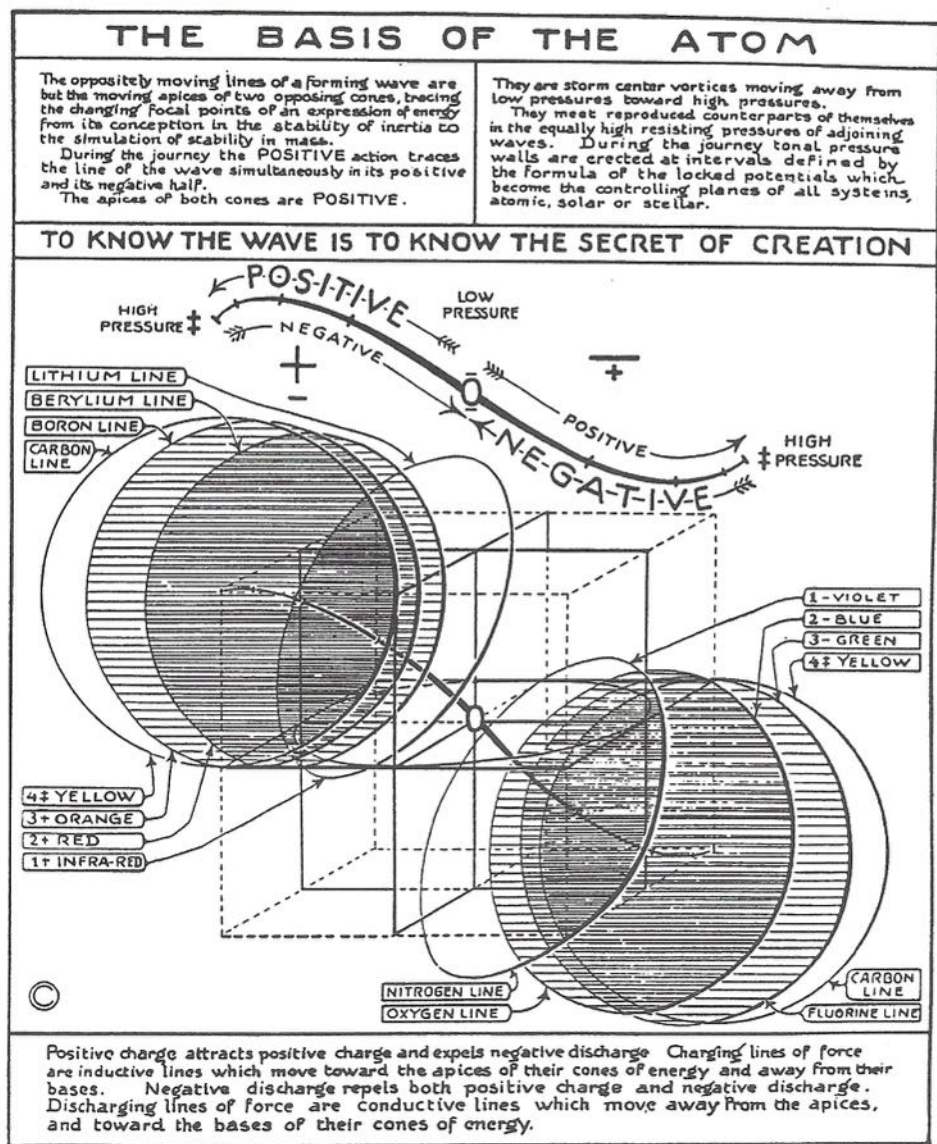 THE BASIS OF THE ATOM
The oppositely moving lines of a forming wave are
but the moving apices of two opposing cones, tracing
the changing focal points of an expression of energy
from its conception in the stability of inertia to
the simulation of stability in mass.
During the journey the POSITIVE action traces
the line of the wave simultaneously in its positive
and its negative half.
The apices of both cones are POSITIVE.
They are storm center vortices moving away from
low pressures toward high pressures.
They meet reproduced counterparts of themselves
in the equally high resisting pressures of adjoining
waves. During the journey tonal pressure
walls are erected at intervals defined by
the formula of the locked potentials which
become the controlling planes of all systems,
atomic, solar or stellar.
TO KNOW THE WAVE IS TO KNOW THE SECRET OF CREATION
P-O-S-I-T-I-V-E
HIGH
PRESSURE ‡
NEGATIVE
LOW
PRESSURE
+
-
−
+
POSITIVE
N-E-G-A-T-I-V-E
‡ HIGH
PRESSURE
LITHIUM LINE
BERYLIUM LINE
BORON LINE
CARBON
LINE
1-VIOLET
2-BLUE
3-GREEN
4‡ YELLOW
4‡ YELLOW
3+ORANGE
2+ RED
1+ INFRA-RED
NITROGEN LINE
OXYGEN LINE
CARBON
LINE
FLUORINE LINE
©
Positive charge attracts positive charge and expels negative discharge Charging lines of force
are inductive lines which move toward the apices of their cones of energy and away from their
bases. Negative discharge repels both positive charge and negative discharge.
Discharging lines of force are conductive lines which move away from the apices,
and toward the bases of their cones of energy.